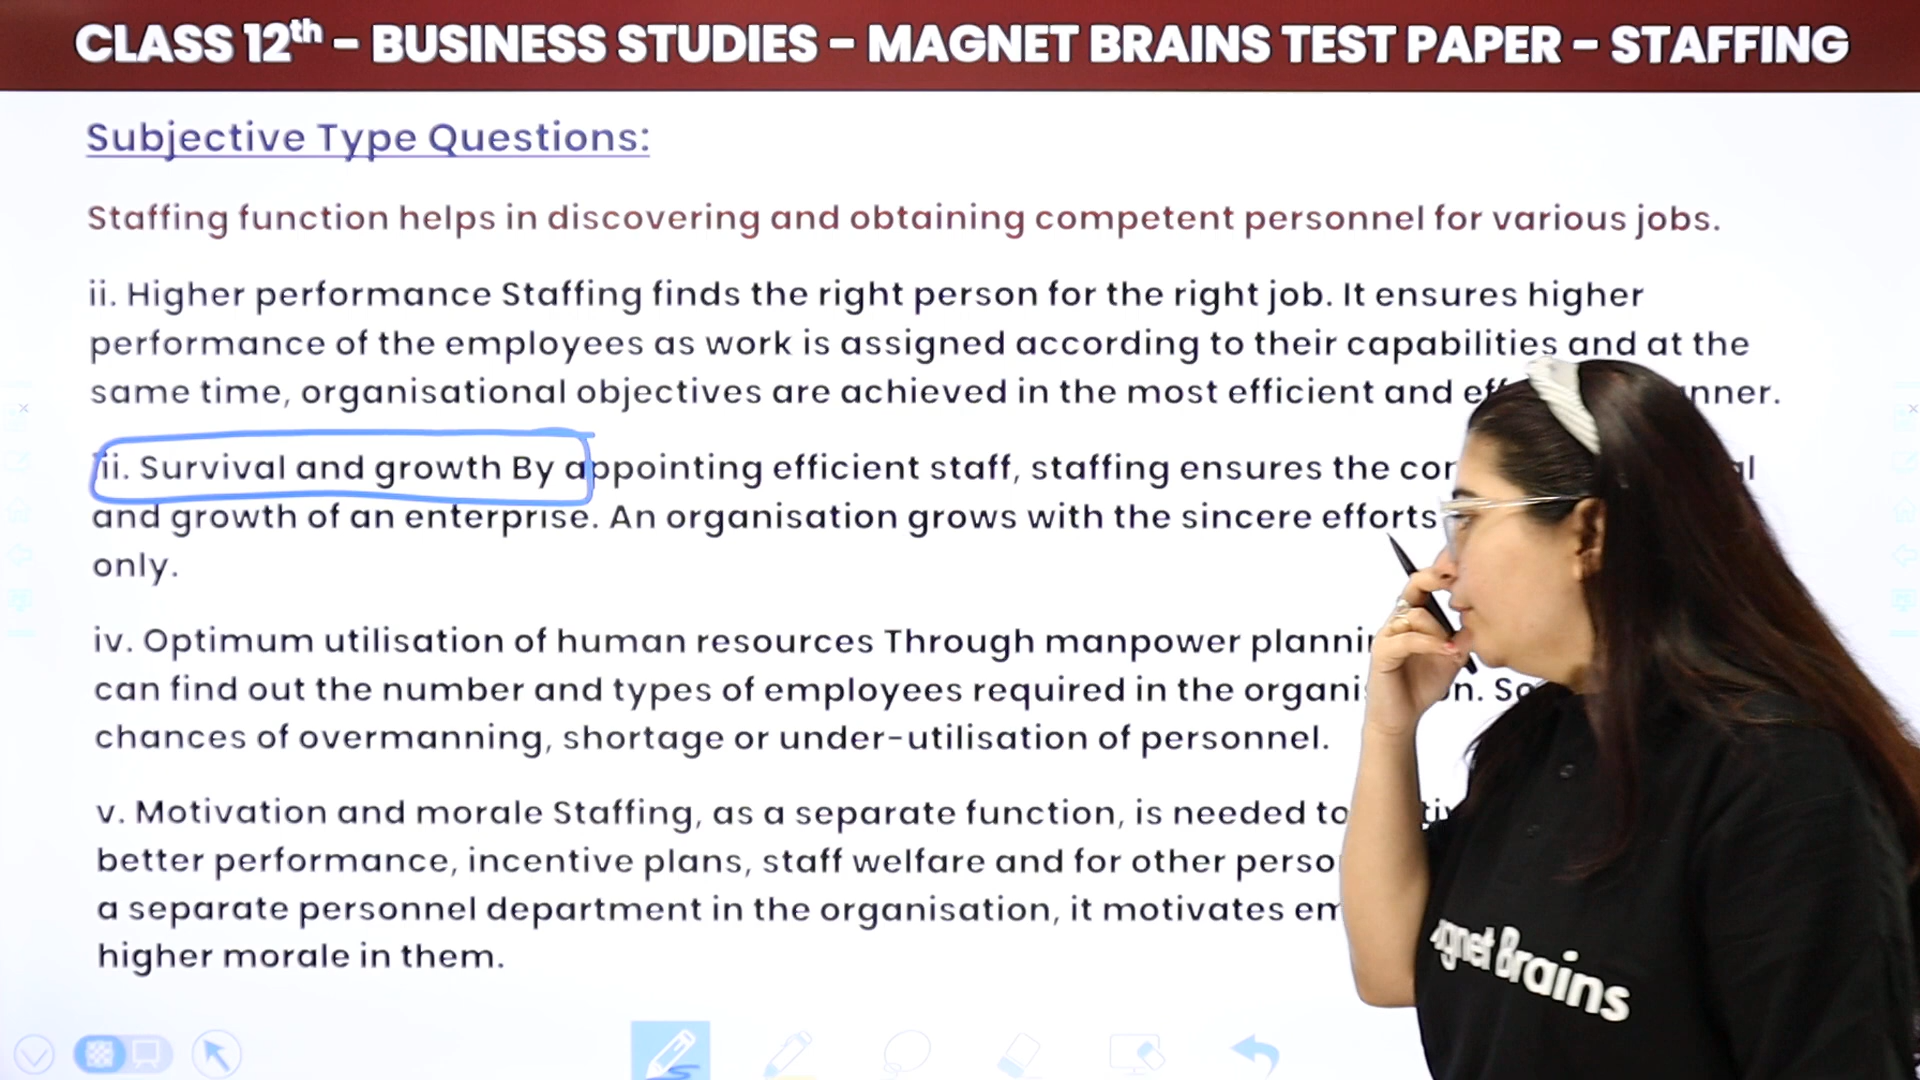 CLASS 12th - BUSINESS STUDIES - MAGNET BRAINS TEST PAPER - STAFFING
Subjective Type Questions:
Staffing function helps in discovering and obtaining competent personnel for various jobs.
ii. Higher performance Staffing finds the right person for the right job. It ensures higher
performance of the employees as work is assigned according to their capabilities and at the
same time, organisational objectives are achieved in the most efficient and
iii. Survival and growth By appointing efficient staff, staffing ensures the
and growth of an enterprise. An organisation grows with the sincere efforts
only.
iv. Optimum utilisation of human resources Through manpower
can find out the number and types of employees required in the
chances of overmanning, shortage or under-utilisation of personnel.
v. Motivation and morale Staffing, as a separate function, is needed to
better performance, incentive plans, staff welfare and for other
a separate personnel department in the organisation, it motivates
higher morale in them.
Brains